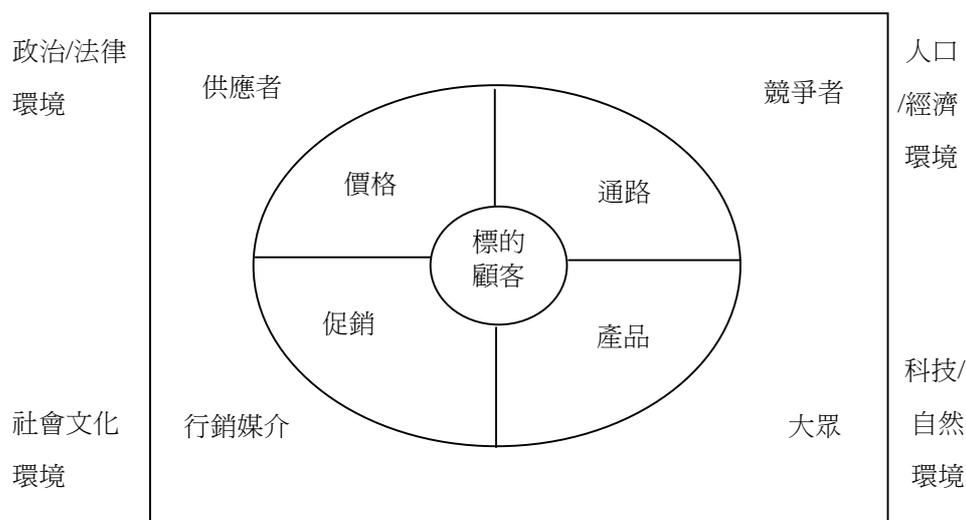 政治/法律
環境
供應者
競爭者
人口
/經濟
環境
價格
通路
標的
顧客
促銷
產品
社會文化
環境
行銷媒介
大眾
科技/
自然
環境